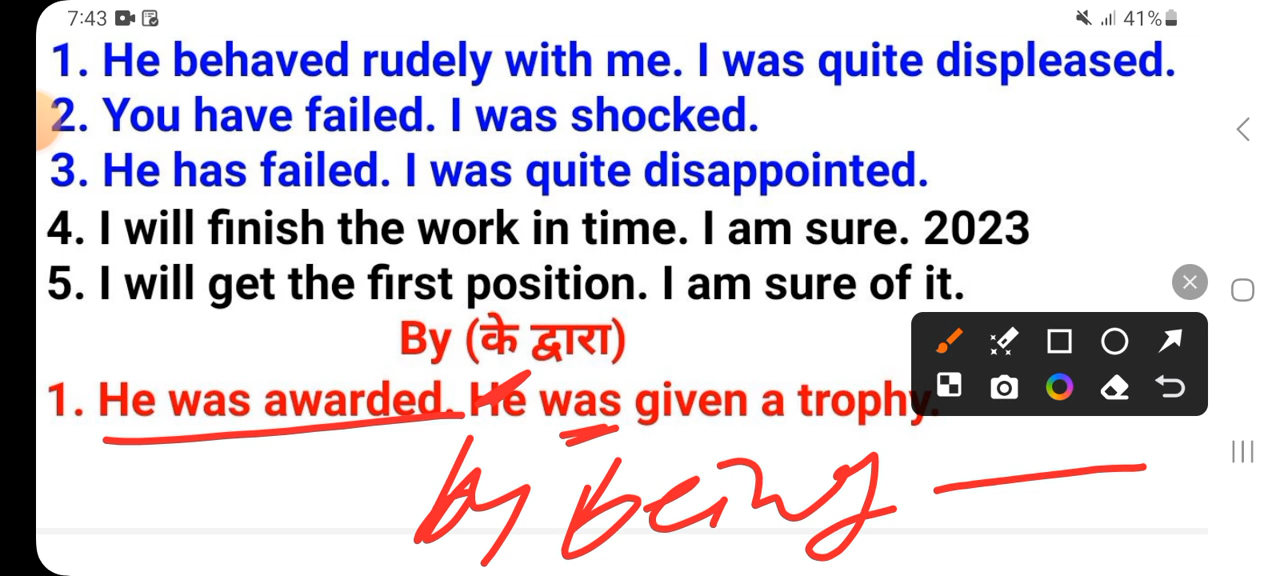 7:43 41%
1. He behaved rudely with me. I was quite displeased.
2. You have failed. I was shocked.
3. He has failed. I was quite disappointed.
4. I will finish the work in time. I am sure. 2023
5. I will get the first position. I am sure of it.
By (के द्वारा)
1. He was awarded. He was given a trophy.
by being